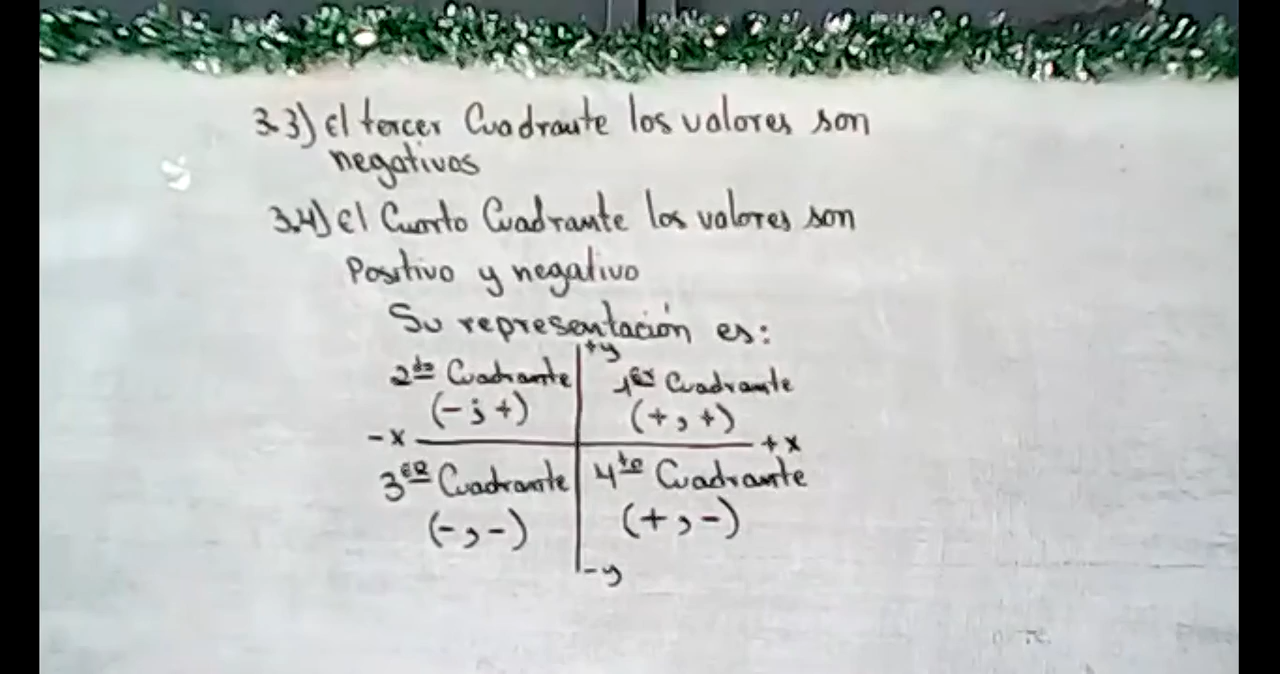 3.3) El tercer Cuadrante los valores son
negativos
3.4) el Cuarto Cuadrante los valores son
Positivo y negativo
Su representación es:
+y
2do Cuadrante
1er Cuadrante
(- ; +)
(+ , +)
-x
+x
3er Cuadrante
4to Cuadrante
(- , -)
(+ , -)
-y